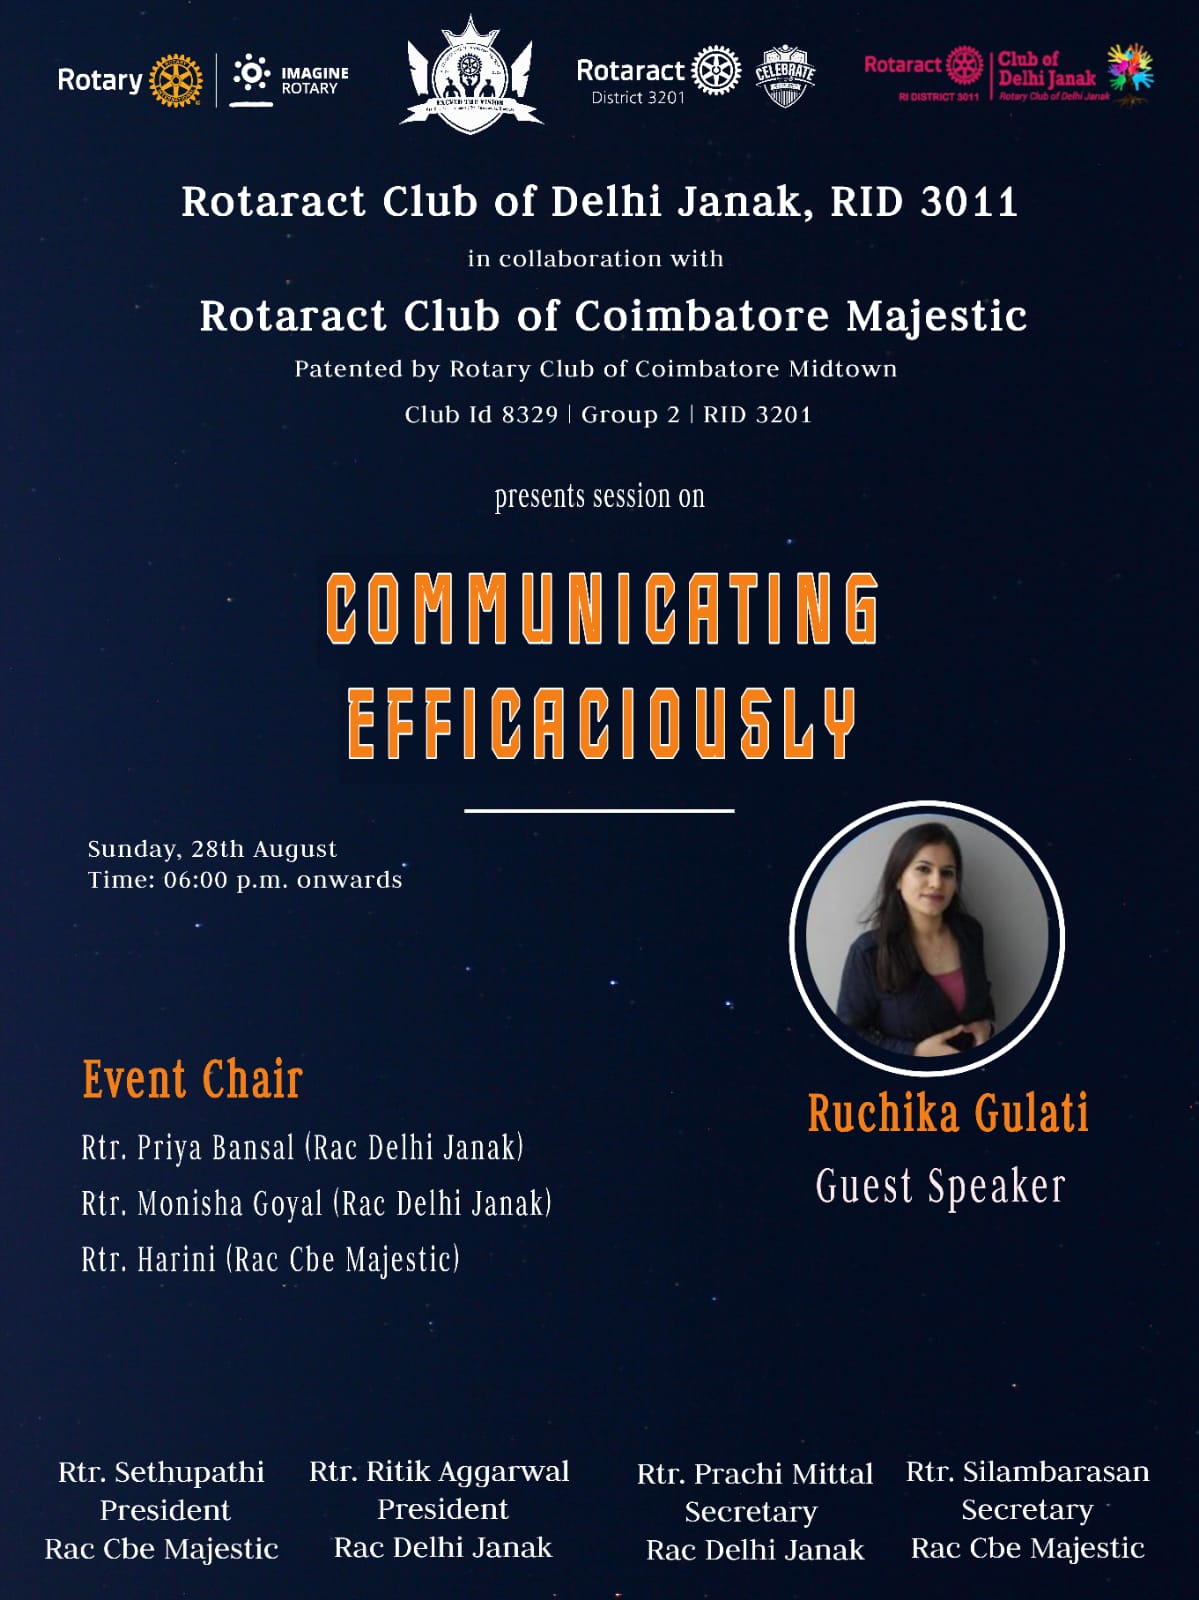 Rotary
IMAGINE
ROTARY
EXCEED THE VISION
Rotaract
District 3201
CELEBRATE
Rotaract
RI DISTRICT 3011
Club of
Delhi Janak
Rotary Club of Delhi Janak
Rotaract Club of Delhi Janak, RID 3011
in collaboration with
Rotaract Club of Coimbatore Majestic
Patented by Rotary Club of Coimbatore Midtown
Club Id 8329 | Group 2 | RID 3201
presents session on
COMMUNICATING
EFFICACIOUSLY
Sunday, 28th August
Time: 06:00 p.m. onwards
Event Chair
Rtr. Priya Bansal (Rac Delhi Janak)
Rtr. Monisha Goyal (Rac Delhi Janak)
Rtr. Harini (Rac Cbe Majestic)
Ruchika Gulati
Guest Speaker
Rtr. Sethupathi
President
Rac Cbe Majestic
Rtr. Ritik Aggarwal
President
Rac Delhi Janak
Rtr. Prachi Mittal
Secretary
Rac Delhi Janak
Rtr. Silambarasan
Secretary
Rac Cbe Majestic